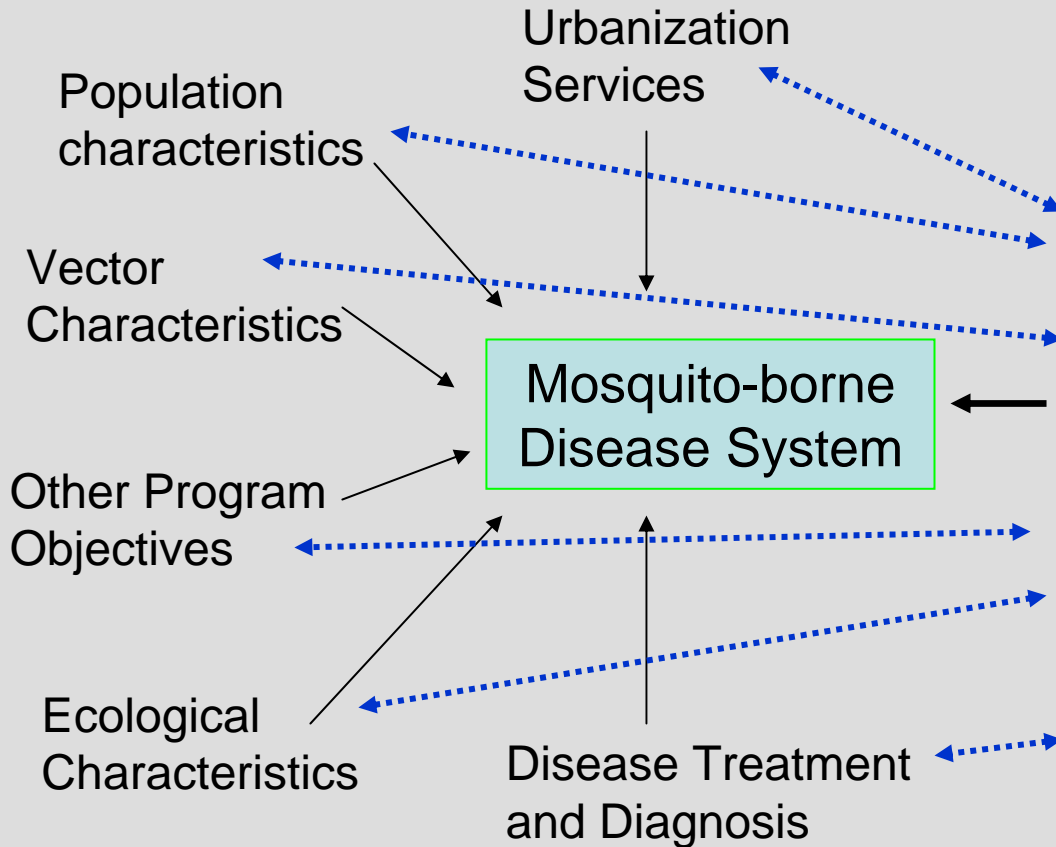 Urbanization
Services
Population
characteristics
Vector
Characteristics
Mosquito-borne
Disease System
Other Program
Objectives
Ecological
Characteristics
Disease Treatment
and Diagnosis